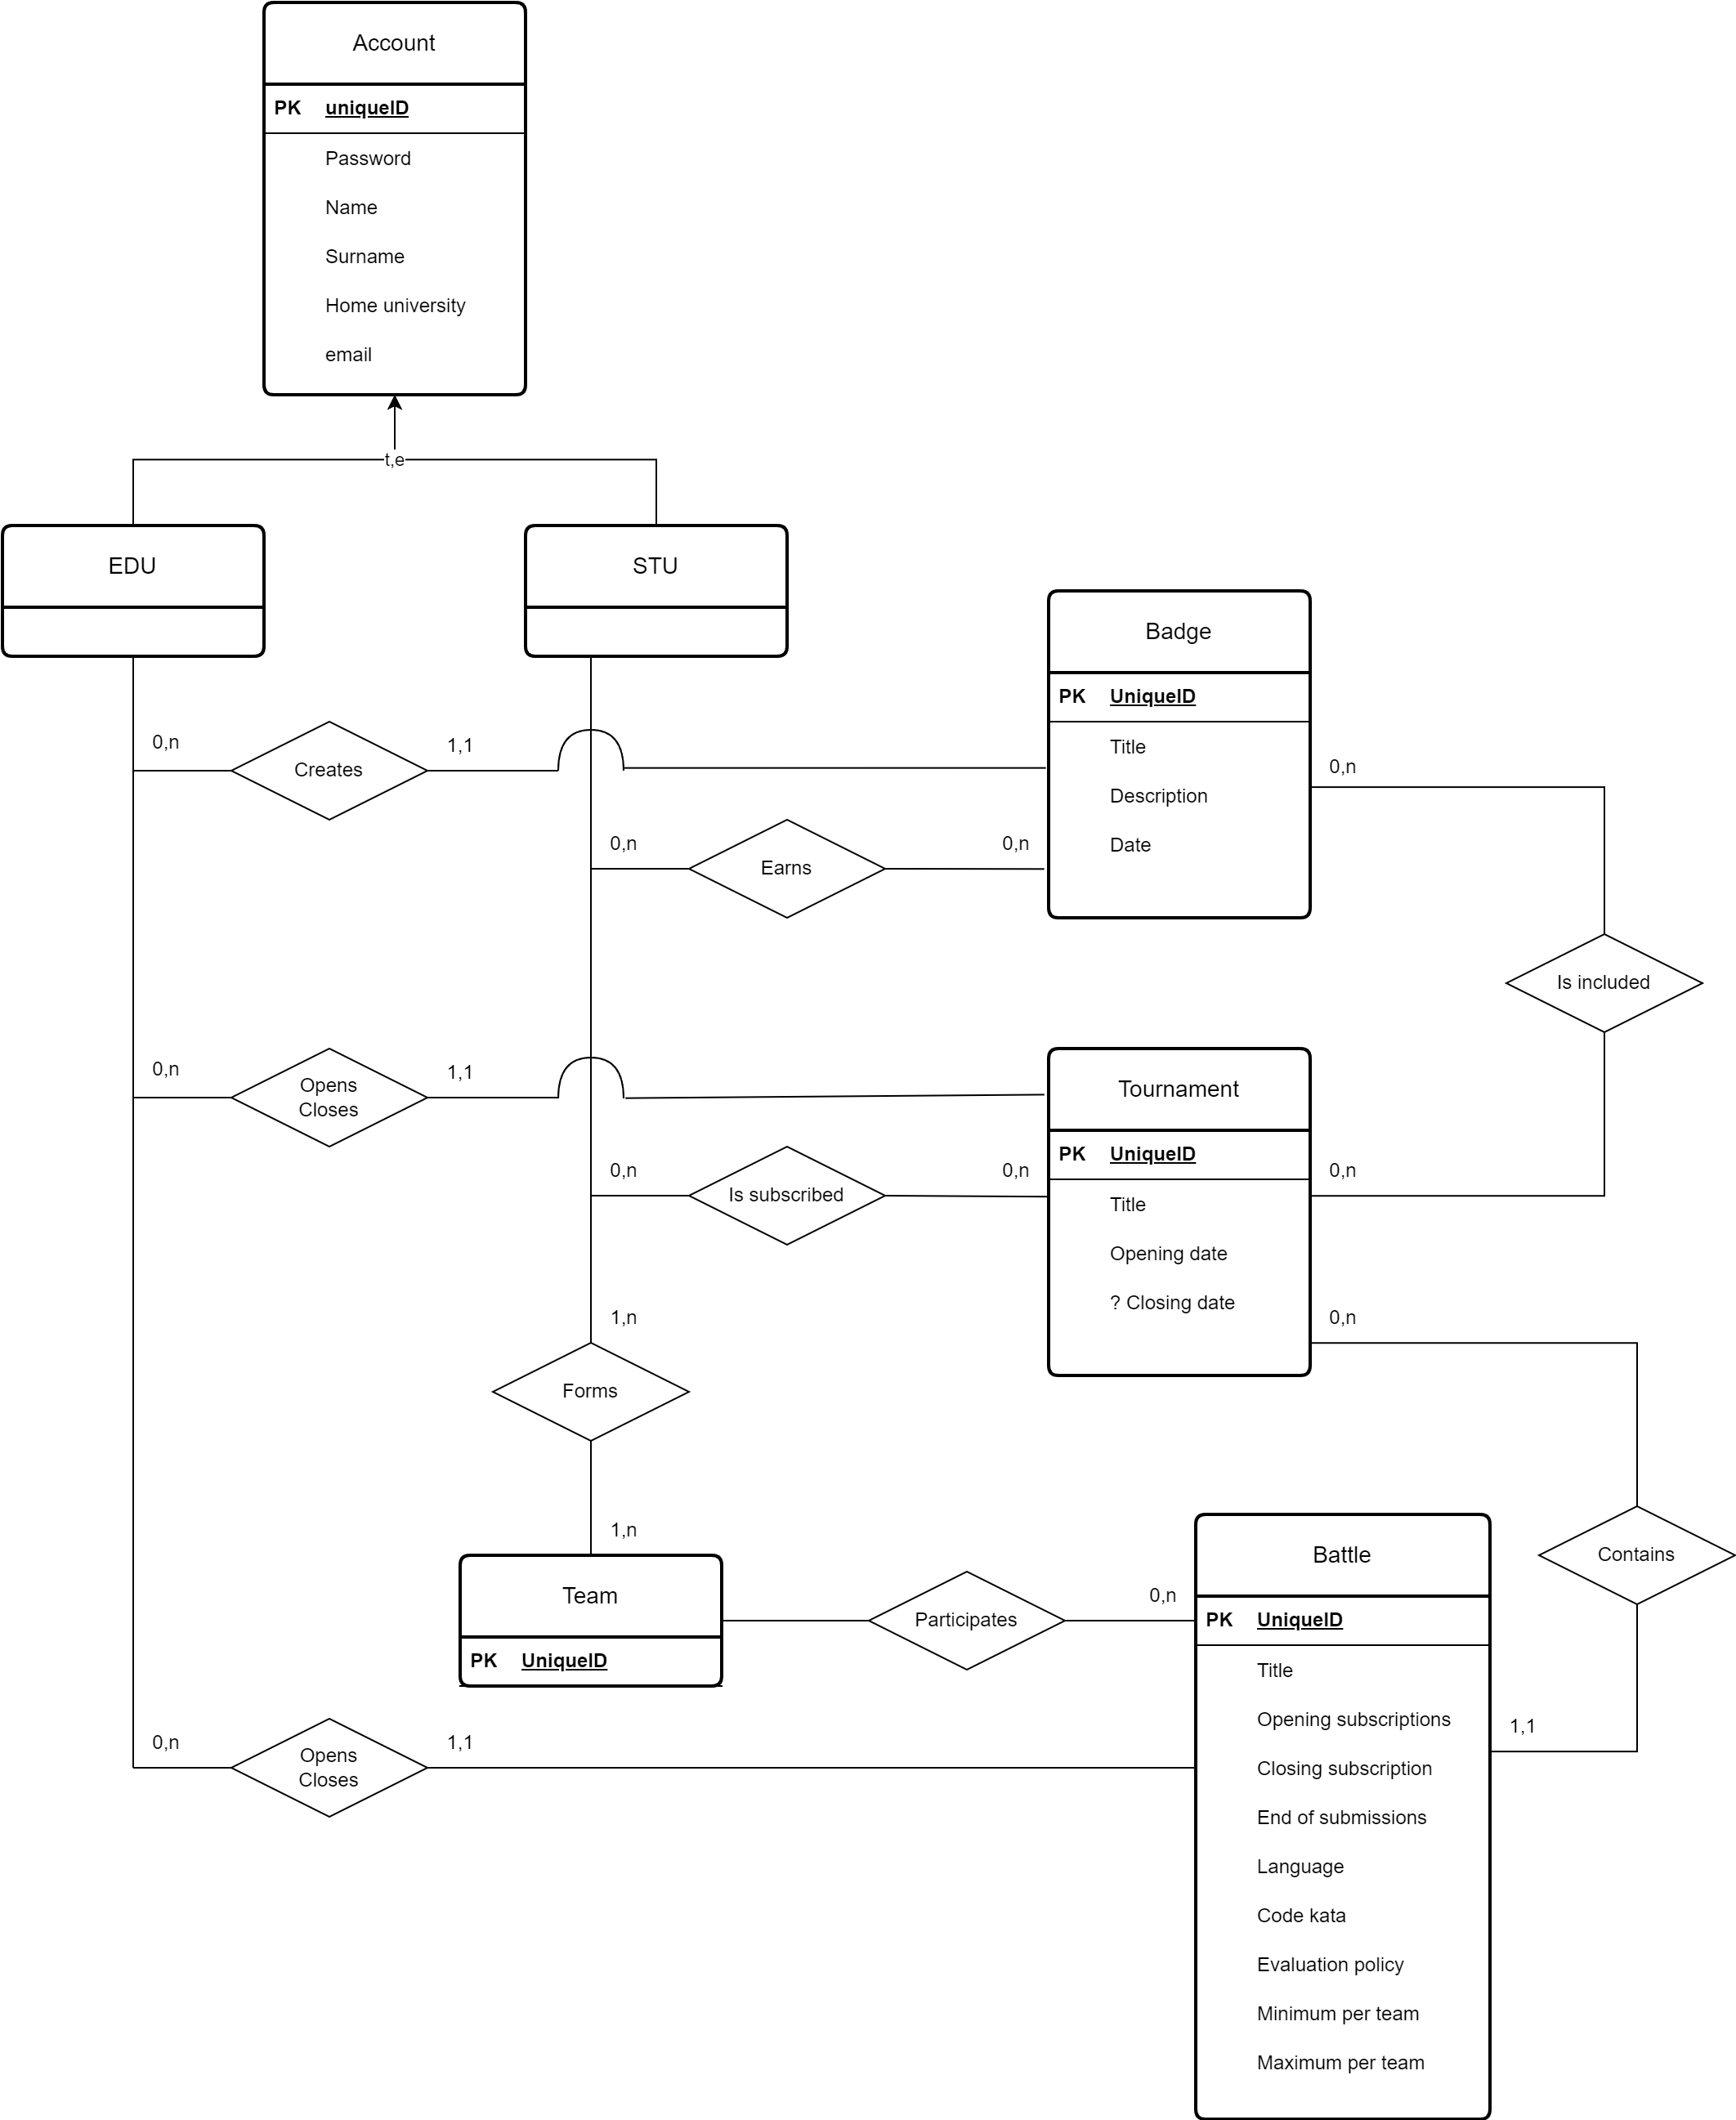 Account
PK uniqueID
Password
Name
Surname
Home university
email
t,e
EDU
STU
Badge
PK UniqueID
Title
Description
Date
0,n
Creates
1,1
0,n
0,n
Earns
0,n
Is included
0,n
Opens
Closes
1,1
Tournament
PK UniqueID
Title
Opening date
? Closing date
0,n
Is subscribed
0,n
0,n
1,n
0,n
Forms
1,n
Team
PK UniqueID
Participates
0,n
Battle
PK UniqueID
Title
Opening subscriptions
Closing subscription
End of submissions
Language
Code kata
Evaluation policy
Minimum per team
Maximum per team
Contains
1,1
0,n
Opens
Closes
1,1